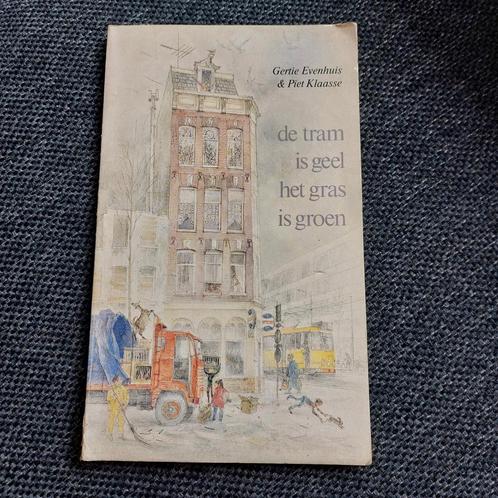 Gertie Evenhuis
& Piet Klaasse
de tram
is geel
het gras
is groen